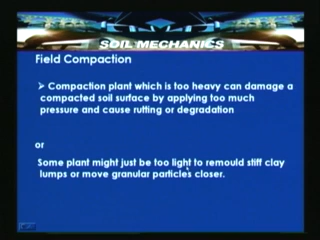 SOIL MECHANICS
Field Compaction
➢ Compaction plant which is too heavy can damage a
compacted soil surface by applying too much
pressure and cause rutting or degradation
or
Some plant might just be too light to remould stiff clay
lumps or move granular particles closer.